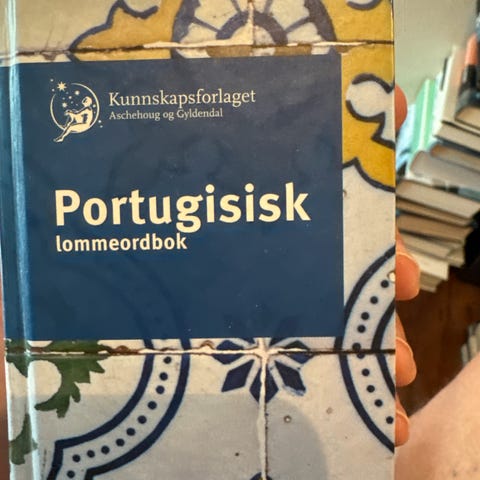 Kunnskapsforlaget
Aschehoug og Gyldendal
Portugisisk
lommeordbok